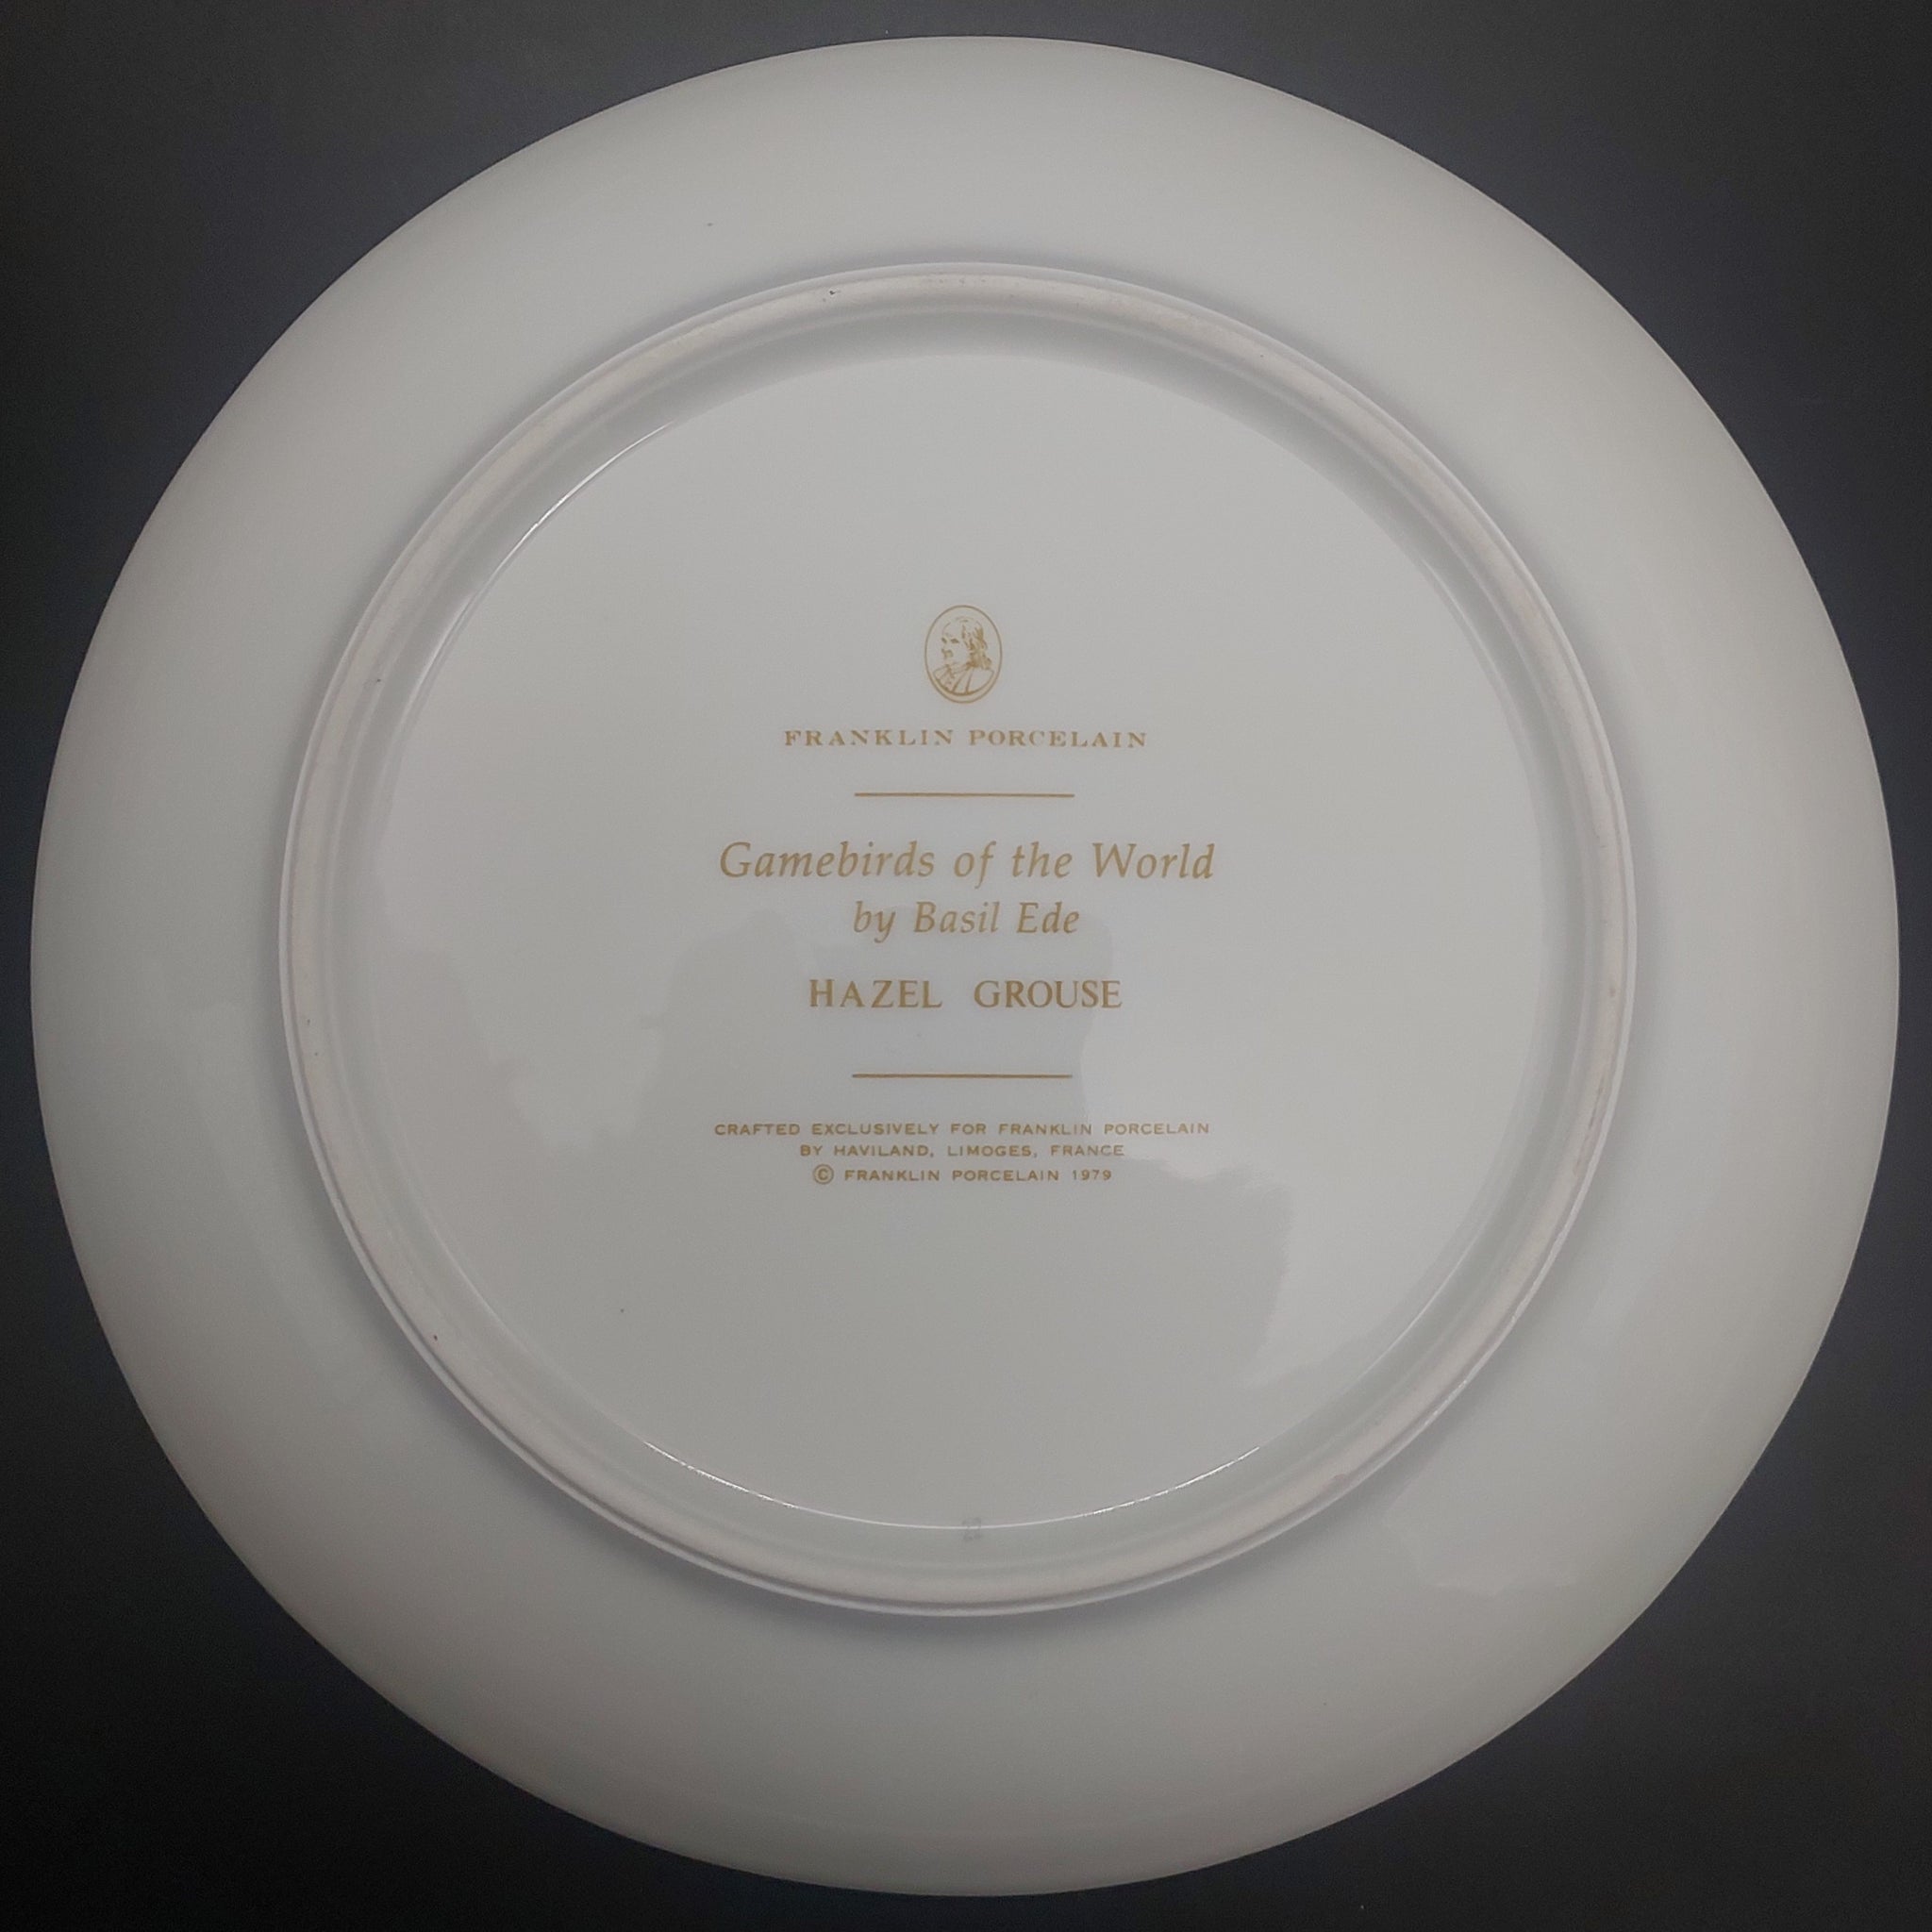 FRANKLIN PORCELAIN
Gamebirds of the World
by Basil Ede
HAZEL GROUSE
CRAFTED EXCLUSIVELY FOR FRANKLIN PORCELAIN
BY HAVILAND, LIMOGES, FRANCE
© FRANKLIN PORCELAIN 1979